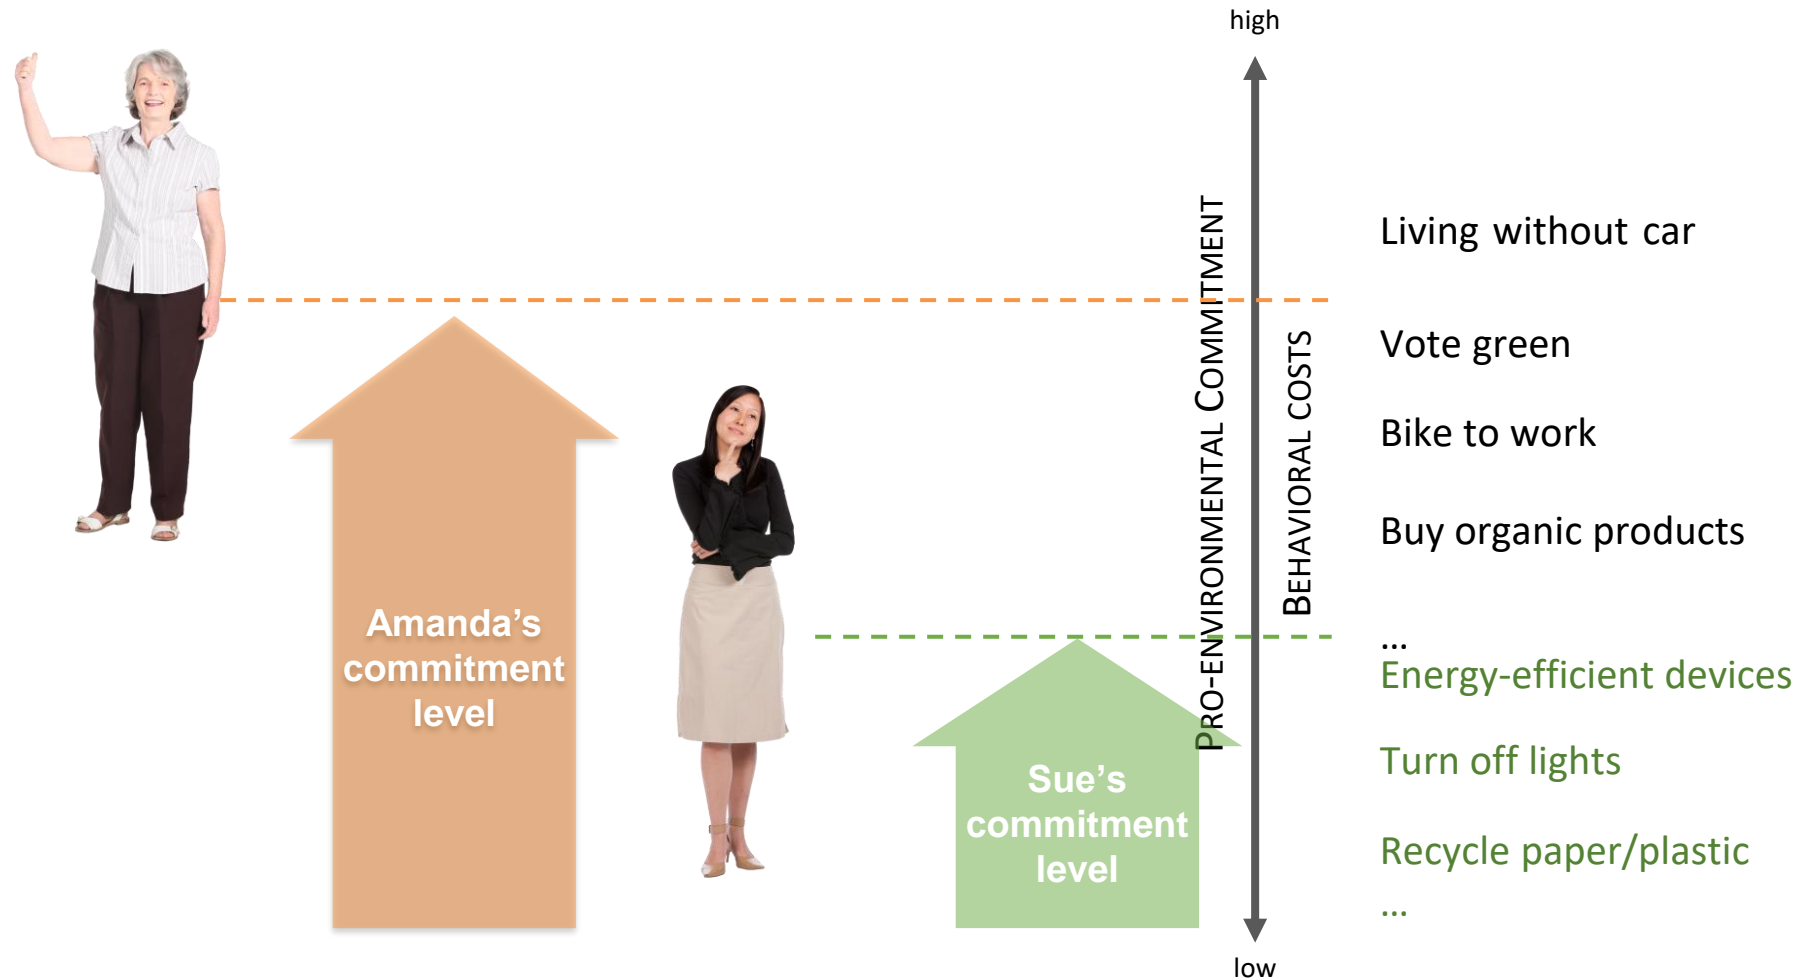 high
Living without car
Vote green
Bike to work
Buy organic products
...
Energy-efficient devices
Turn off lights
Recycle paper/plastic
...
PRO-ENVIRONMENTAL COMMITMENT
BEHAVIORAL COSTS
Amanda’s
commitment
level
Sue’s
commitment
level
low